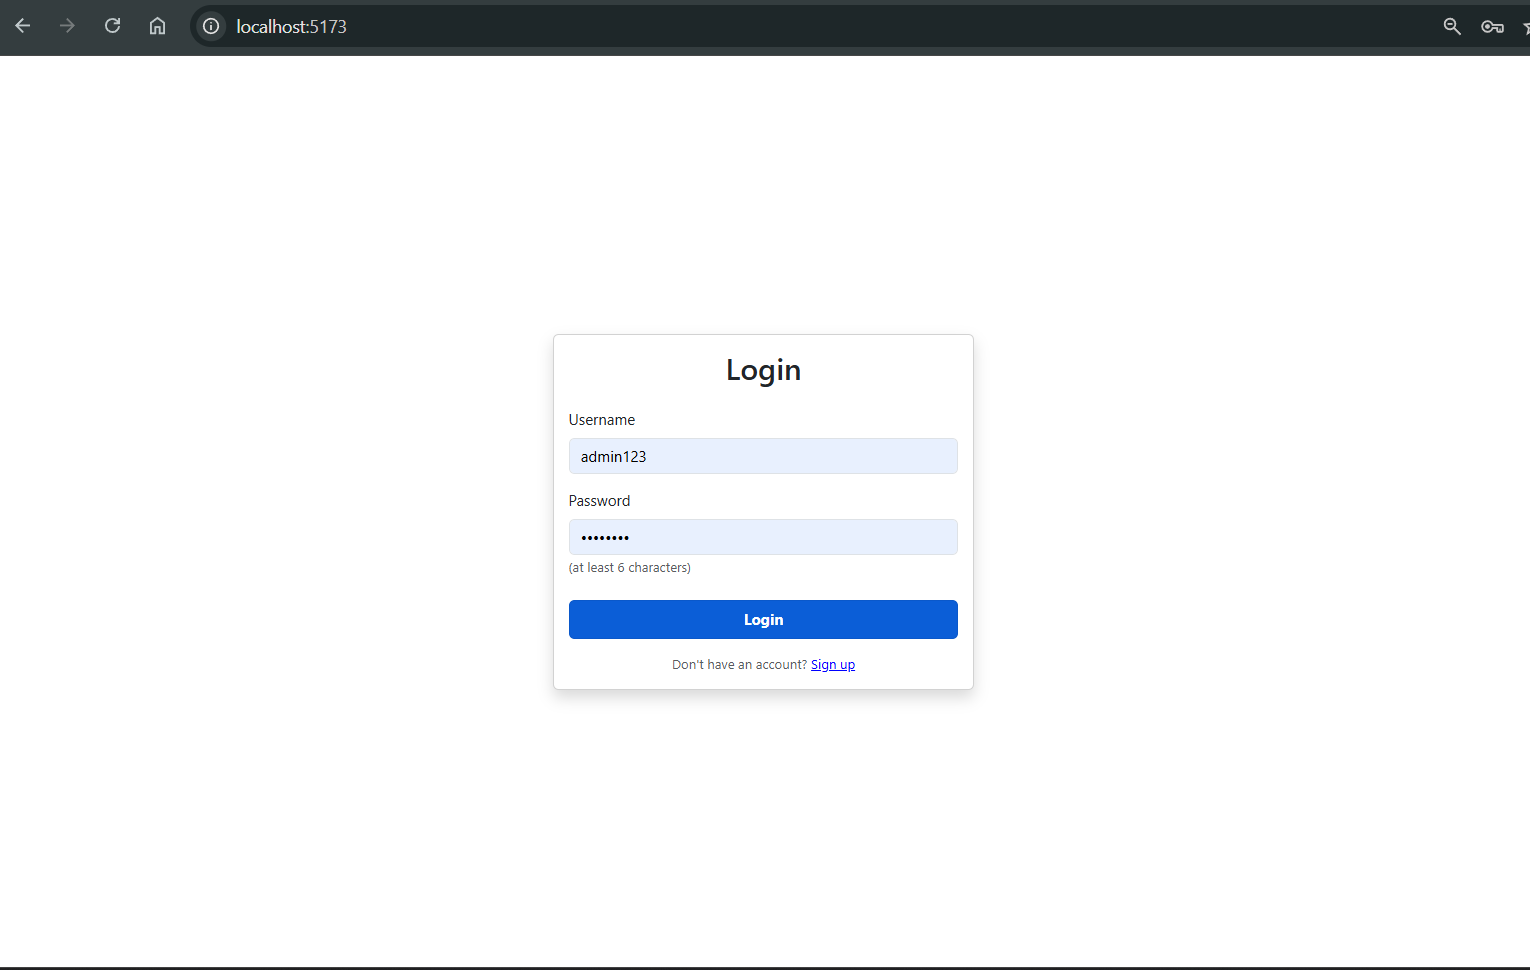 localhost:5173
Login
Username
admin123
Password
••••••••
(at least 6 characters)
Login
Don't have an account? Sign up